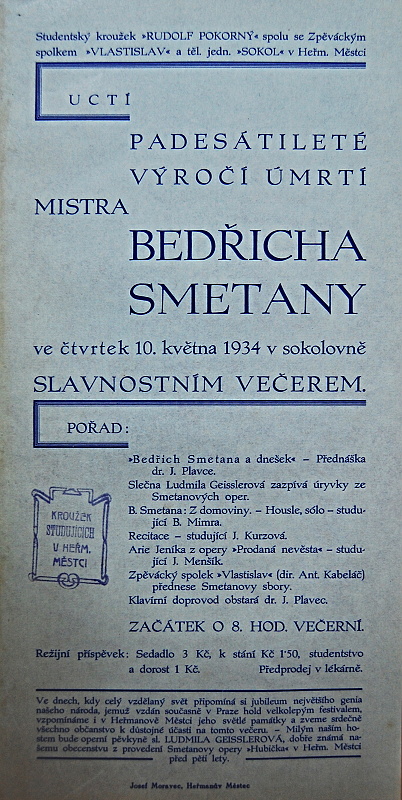 Studentský kroužek »RUDOLF POKORNÝ« spolu se Zpěváckým
spolkem »VLASTISLAV« a těl. jedn. »SOKOL« v Heřm. Městci
UCTÍ
PADESÁTILETÉ
VÝROČÍ ÚMRTÍ
MISTRA
BEDŘICHA
SMETANY
ve čtvrtek 10. května 1934 v sokolovně
SLAVNOSTNÍM VEČEREM.
POŘAD:
»Bedřich Smetana a dnešek« – Přednáška
dr. J. Plavce.
Slečna Ludmila Geisslerová zazpívá úryvky ze
Smetanových oper.
B. Smetana: Z domoviny. – Housle, sólo – studu-
jící B. Mimra.
Recitace – studující J. Kurzová.
Arie Jeníka z opery »Prodaná nevěsta« – studu-
jící J. Menšík.
Zpěvácký spolek »Vlastislav« (dir. Ant. Kabeláč)
přednese Smetanovy sbory.
Klavírní doprovod obstará dr. J. Plavec.
KROUŽEK
STUDUJÍCÍCH
V HEŘM.
MĚSTCI
ZAČÁTEK O 8. HOD. VEČERNÍ.
Režijní příspěvek: Sedadlo 3 Kč, k stání Kč 1·50, studentstvo
a dorost 1 Kč. Předprodej v lékárně.
Ve dnech, kdy celý vzdělaný svět připomíná si jubileum největšího genia
našeho národa, jemuž vzdán současně v Praze hold velkolepým festivalem,
vzpomínáme i v Heřmanově Městci jeho světlé památky a zveme srdečně
všechno občanstvo k důstojné účasti na tomto večeru. – Milým naším ho-
stem bude operní pěvkyně sl. LUDMILA GEISSLEROVÁ, dobře známá na-
šemu obecenstvu z provedení Smetanovy opery »Hubička« v Heřm. Městci
před pěti lety.
Josef Moravec, Heřmanův Městec